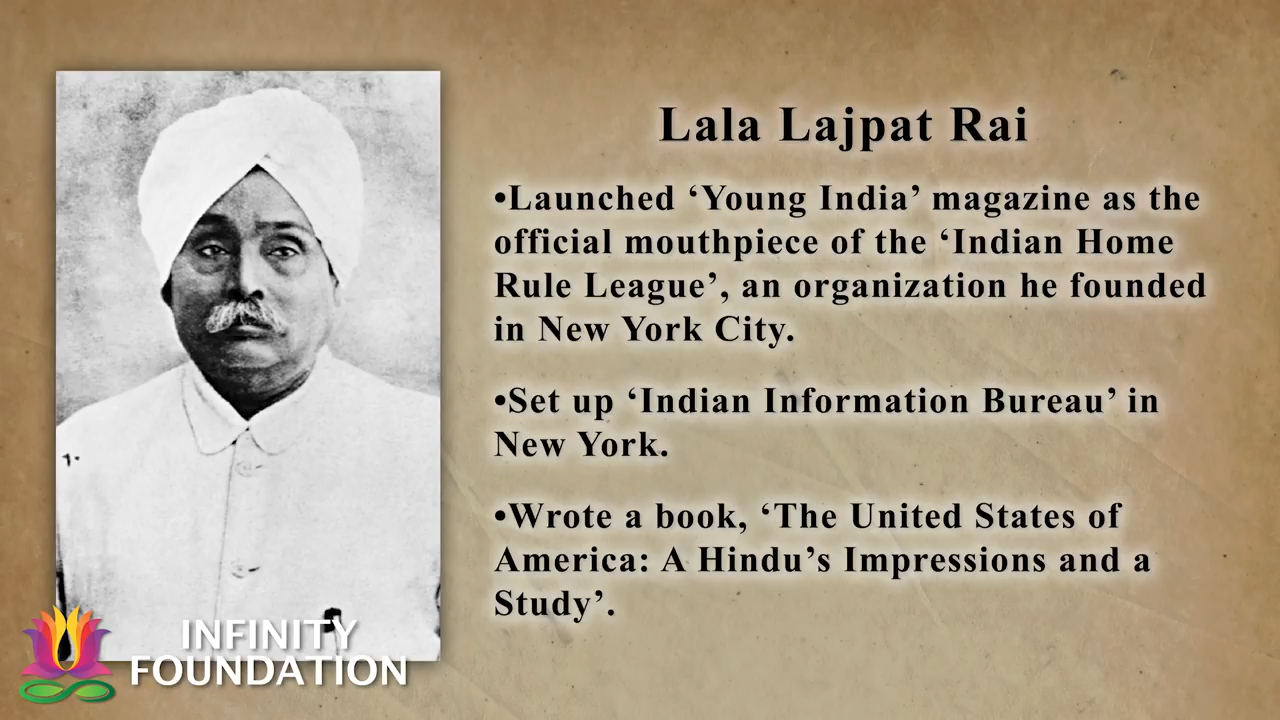 Lala Lajpat Rai
•Launched ‘Young India’ magazine as the
official mouthpiece of the ‘Indian Home
Rule League’, an organization he founded
in New York City.
•Set up ‘Indian Information Bureau’ in
New York.
•Wrote a book, ‘The United States of
America: A Hindu’s Impressions and a
Study’.
INFINITY
FOUNDATION